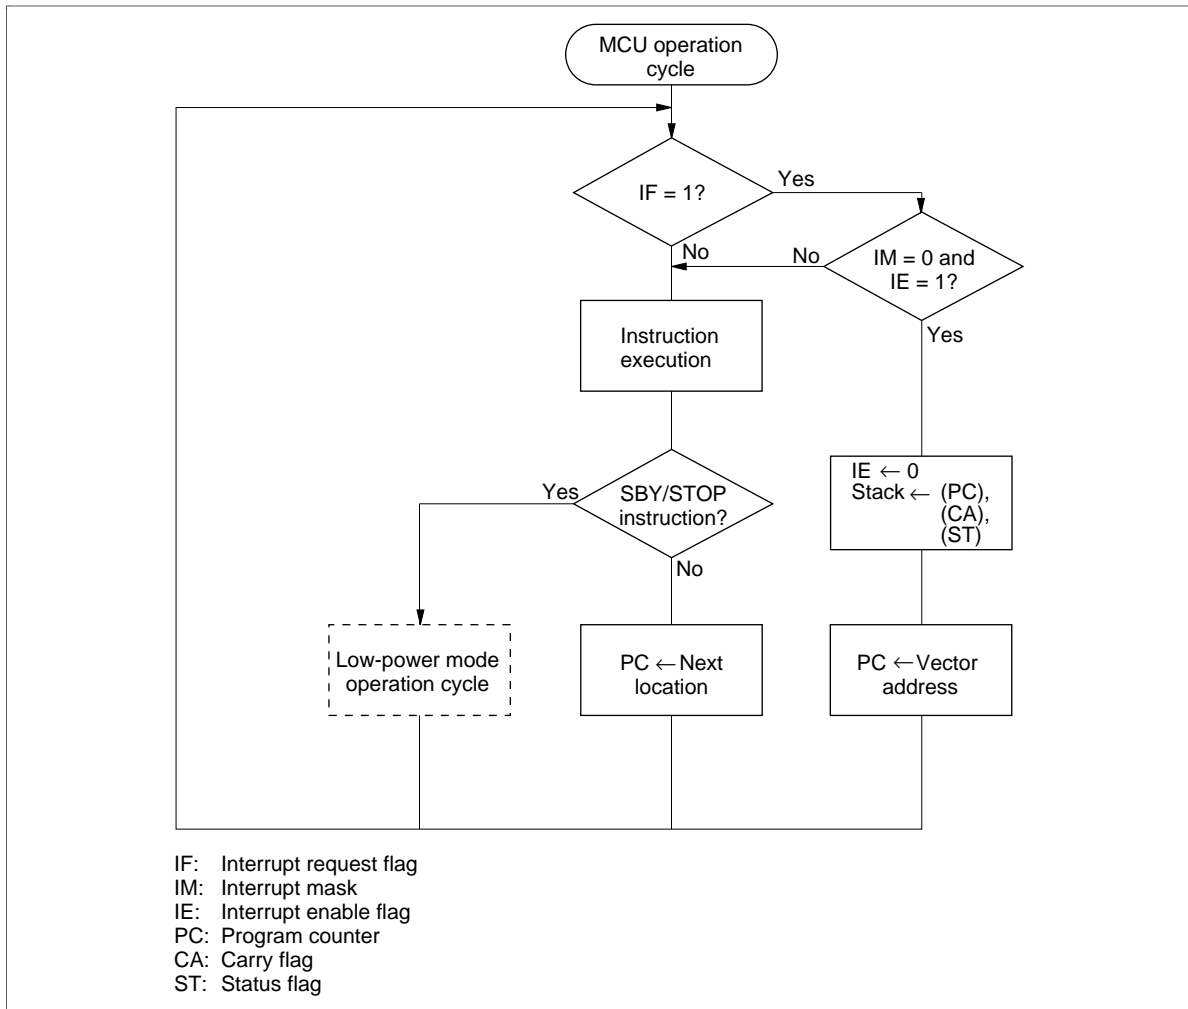 MCU operation
cycle
IF = 1?
Yes
No
No
IM = 0 and
IE = 1?
Yes
Instruction
execution
IE ← 0
Stack ← (PC),
(CA),
(ST)
Yes
SBY/STOP
instruction?
No
Low-power mode
operation cycle
PC ← Next
location
PC ← Vector
address
IF: Interrupt request flag
IM: Interrupt mask
IE: Interrupt enable flag
PC: Program counter
CA: Carry flag
ST: Status flag